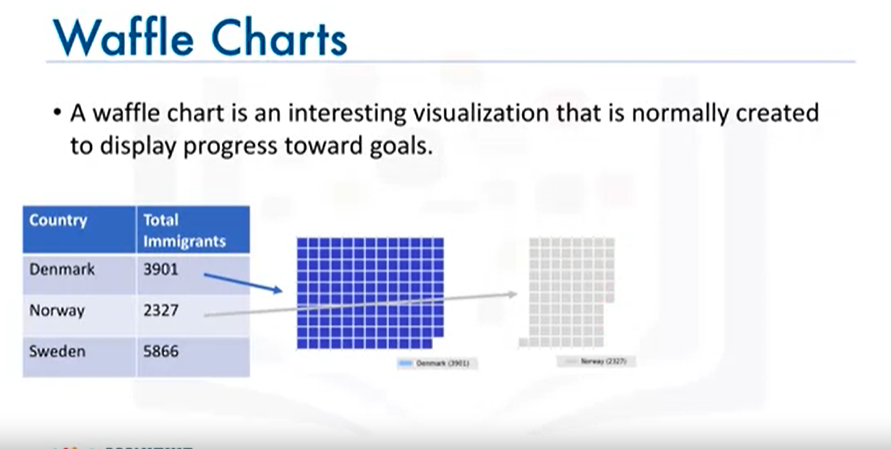 Waffle Charts
• A waffle chart is an interesting visualization that is normally created
to display progress toward goals.
Country Total
Immigrants
Denmark 3901
Norway 2327
Sweden 5866
Denmark (3901)
Norway (2327)